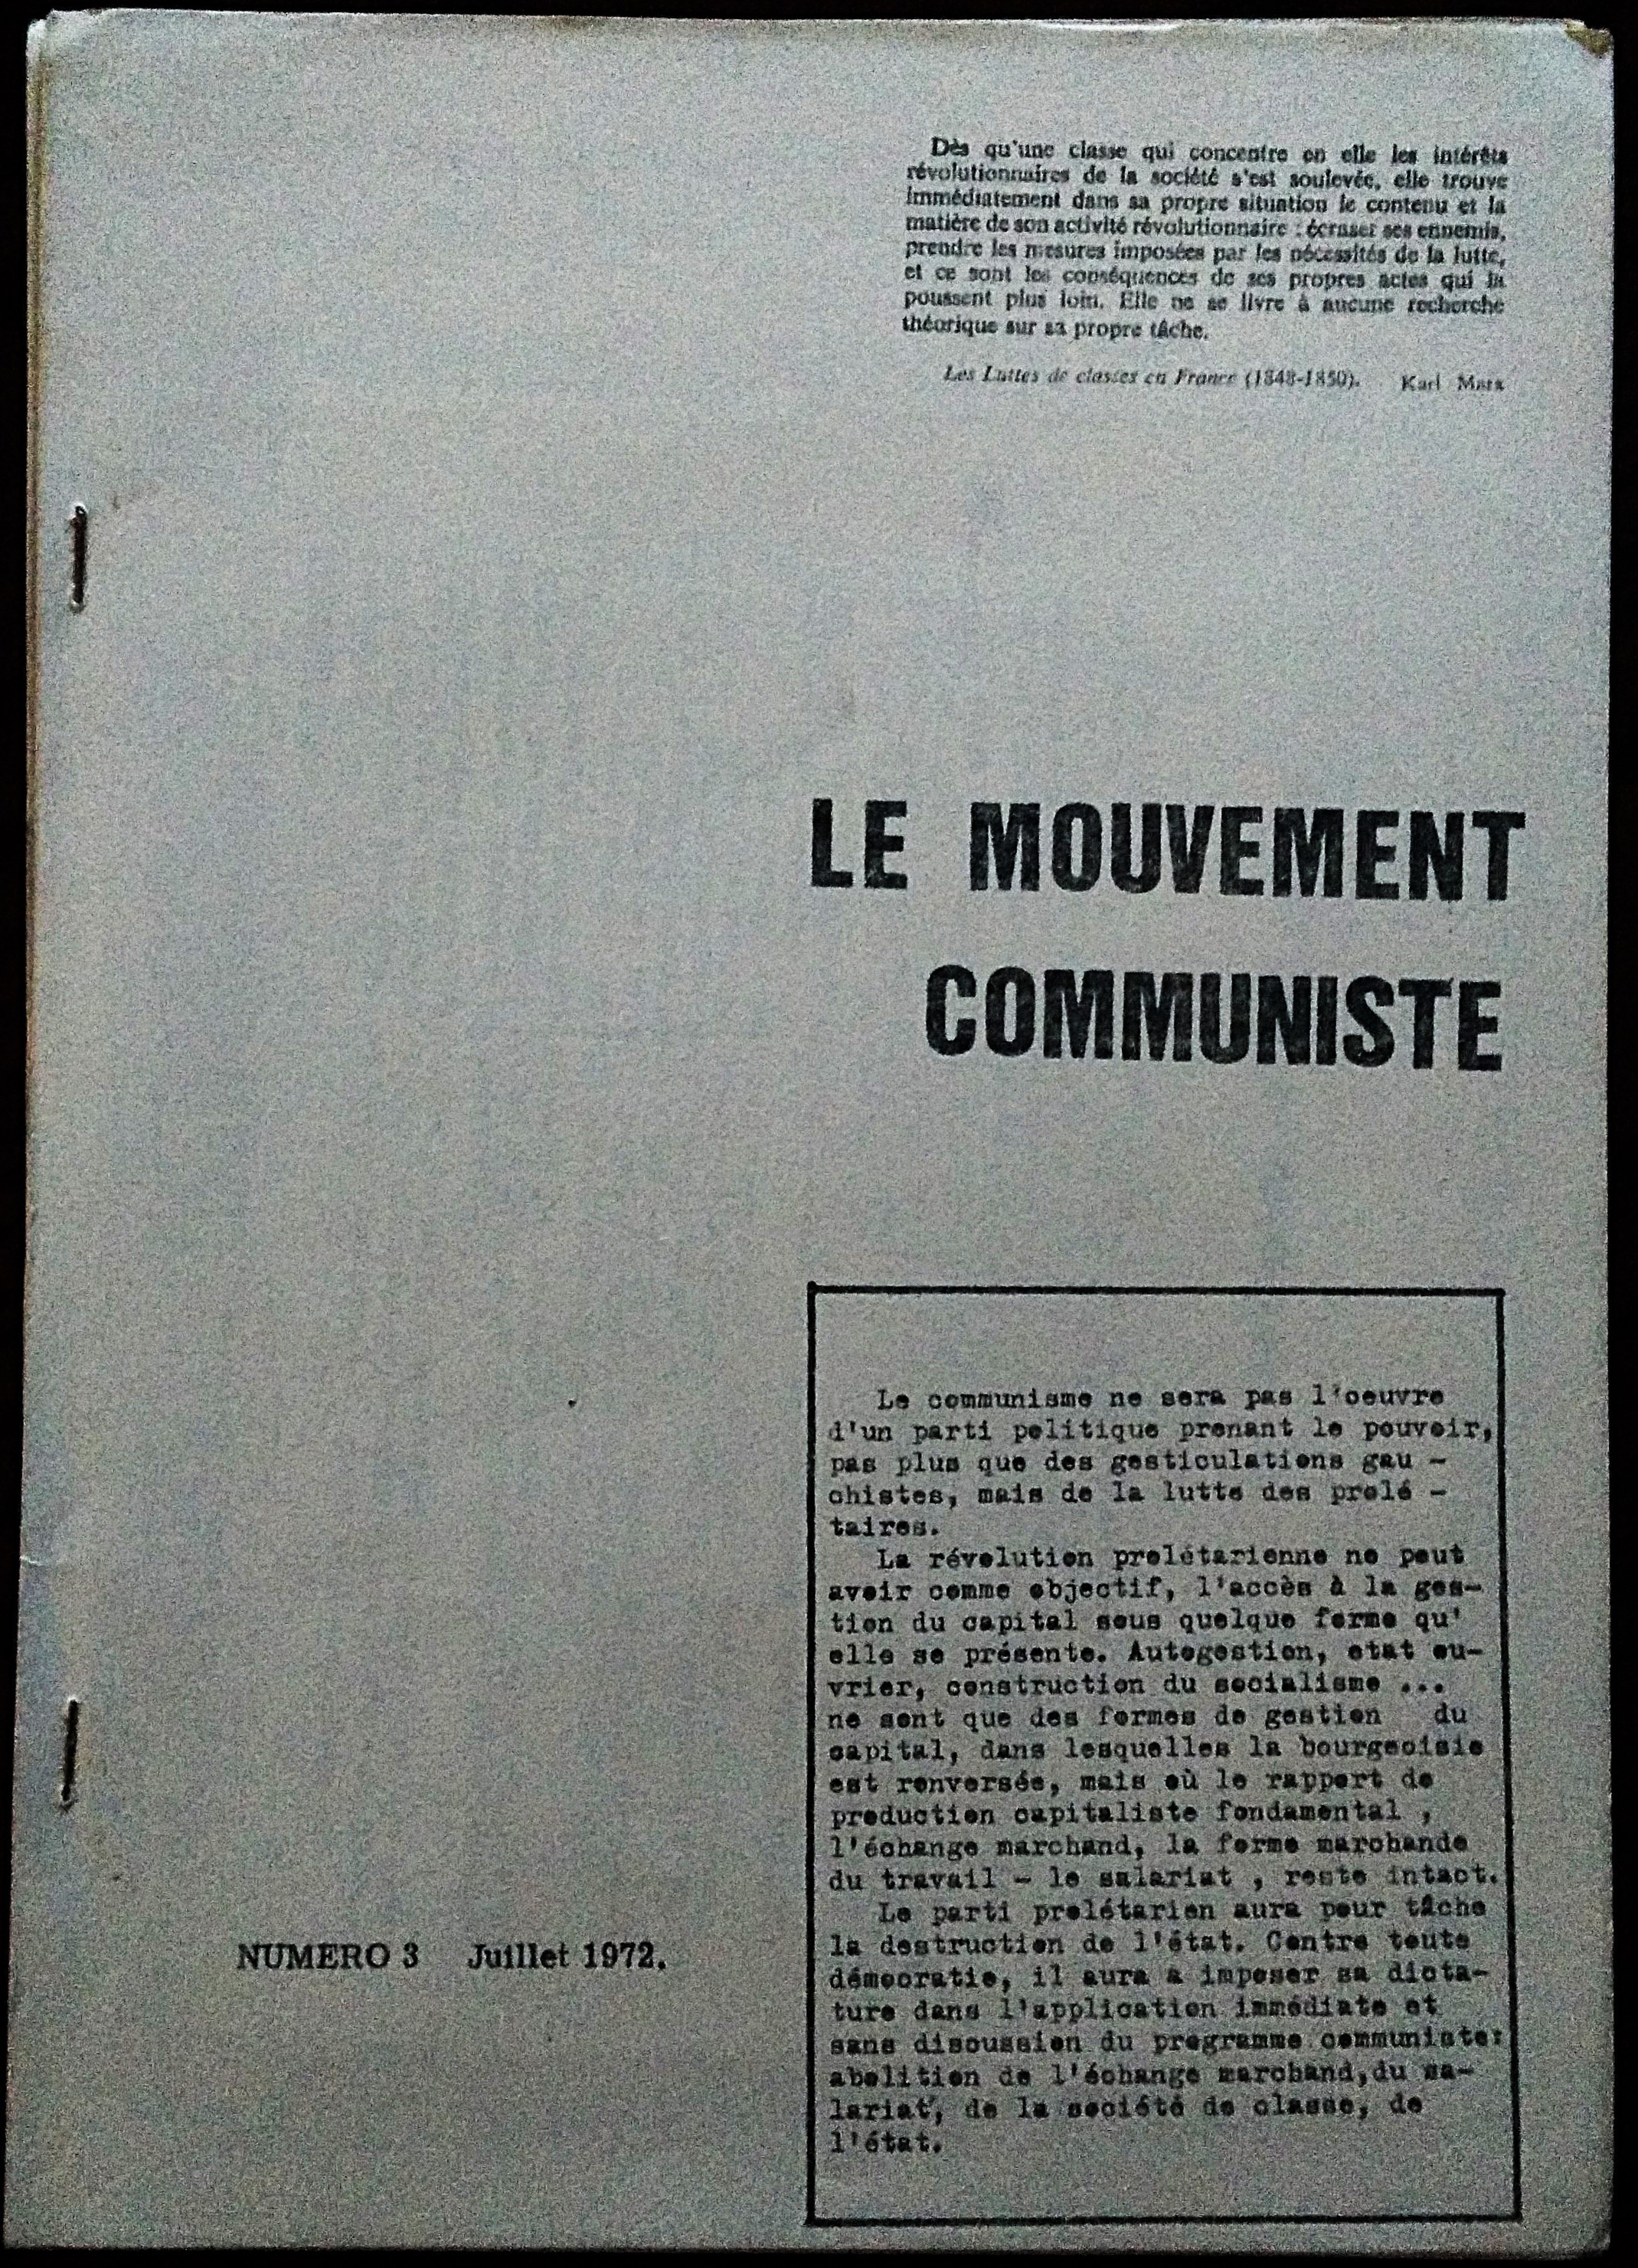 Dès qu'une classe qui concentre en elle les intérêts
révolutionnaires de la société s'est soulevée, elle trouve
immédiatement dans sa propre situation le contenu et la
matière de son activité révolutionnaire : écraser ses ennemis,
prendre les mesures imposées par les nécessités de la lutte,
et ce sont les conséquences de ses propres actes qui la
poussent plus loin. Elle ne se livre à aucune recherche
théorique sur sa propre tâche.
Les Luttes de classes en France (1848-1850). Karl Marx
LE MOUVEMENT
COMMUNISTE
Le communisme ne sera pas l'oeuvre
d'un parti politique prenant le pouvoir,
pas plus que des gesticulations gau -
chistes, mais de la lutte des prolé -
taires.
La révolution prolétarienne ne peut
avoir comme objectif, l'accès à la ges-
tion du capital sous quelque forme qu'
elle se présente. Autogestion, etat ou-
vrier, construction du socialisme ...
ne sont que des formes de gestion du
capital, dans lesquelles la bourgeoisie
est renversée, mais où le rapport de
production capitaliste fondamental ,
l'échange marchand, la forme marchande
du travail - le salariat , reste intact.
Le parti prolétarien aura pour tâche
la destruction de l'état. Contre toute
démocratie, il aura a imposer sa dicta-
ture dans l'application immédiate et
sans discussion du programme communiste:
abolition de l'échange marchand,du sa-
lariat, de la société de classe, de
l'état.
NUMERO 3 Juillet 1972.